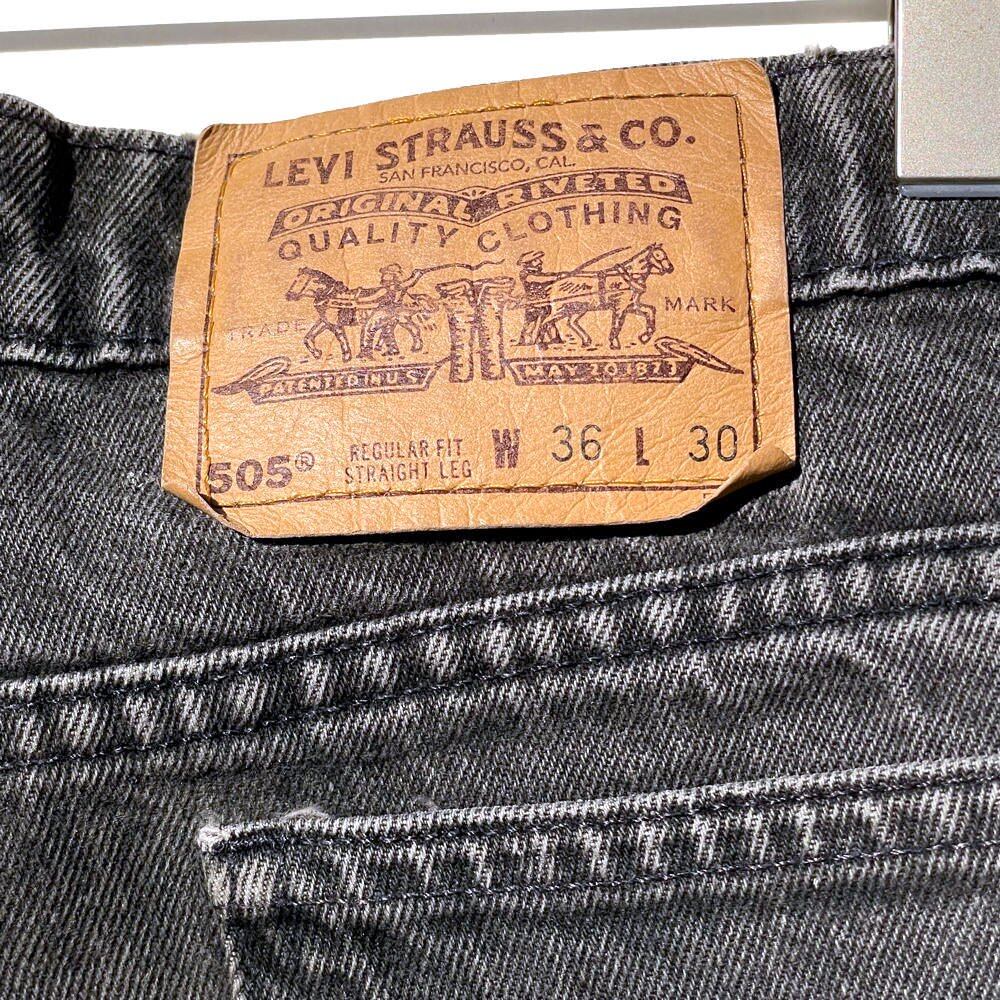 LEVI STRAUSS & CO.
SAN FRANCISCO, CAL.
ORIGINAL RIVETED
QUALITY CLOTHING
TRADE MARK
PATENTED IN U.S. MAY 20 1873
505® REGULAR FIT W 36 L 30
STRAIGHT LEG